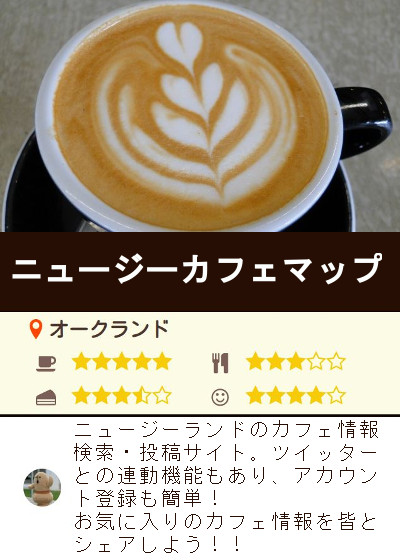 ニュージーカフェマップ
オークランド
ニュージーランドのカフェ情報
検索・投稿サイト。ツイッター
との連動機能もあり、アカウン
ト登録も簡単！
お気に入りのカフェ情報を皆と
シェアしよう！！